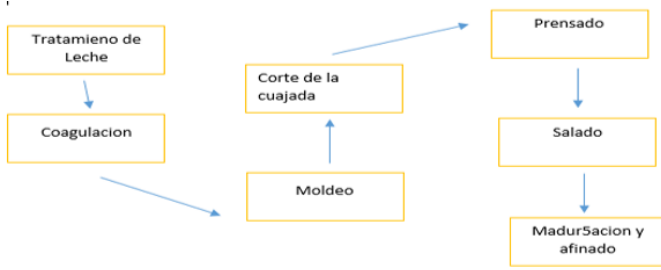 Tratamieno de
Leche
Coagulacion
Moldeo
Corte de la
cuajada
Prensado
Salado
Madur5acion y
afinado